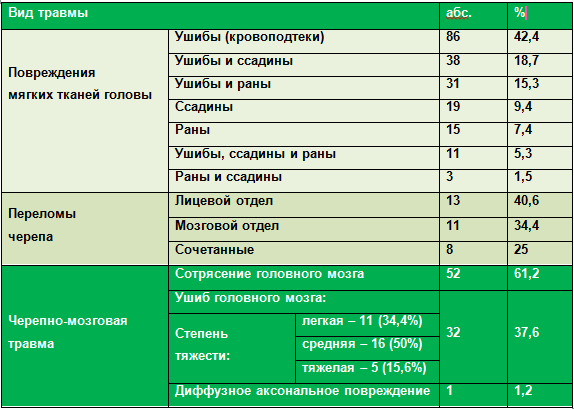 Вид травмы абс. %
Повреждения
мягких тканей головы
Ушибы (кровоподтеки) 86 42,4
Ушибы и ссадины 38 18,7
Ушибы и раны 31 15,3
Ссадины 19 9,4
Раны 15 7,4
Ушибы, ссадины и раны 11 5,3
Раны и ссадины 3 1,5
Переломы
черепа
Лицевой отдел 13 40,6
Мозговой отдел 11 34,4
Сочетанные 8 25
Черепно-мозговая
травма
Сотрясение головного мозга 52 61,2
Ушиб головного мозга:
Степень
тяжести:
легкая – 11 (34,4%)
средняя – 16 (50%)
тяжелая – 5 (15,6%)
32 37,6
Диффузное аксональное повреждение 1 1,2